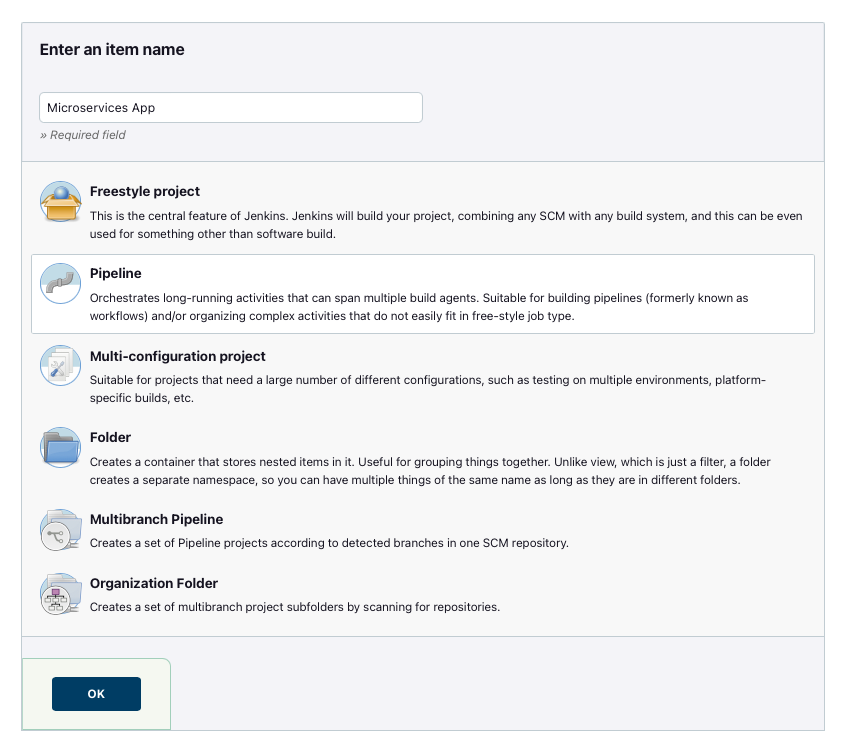 Enter an item name
Microservices App
» Required field
Freestyle project
This is the central feature of Jenkins. Jenkins will build your project, combining any SCM with any build system, and this can be even
used for something other than software build.
Pipeline
Orchestrates long-running activities that can span multiple build agents. Suitable for building pipelines (formerly known as
workflows) and/or organizing complex activities that do not easily fit in free-style job type.
Multi-configuration project
Suitable for projects that need a large number of different configurations, such as testing on multiple environments, platform-
specific builds, etc.
Folder
Creates a container that stores nested items in it. Useful for grouping things together. Unlike view, which is just a filter, a folder
creates a separate namespace, so you can have multiple things of the same name as long as they are in different folders.
Multibranch Pipeline
Creates a set of Pipeline projects according to detected branches in one SCM repository.
Organization Folder
Creates a set of multibranch project subfolders by scanning for repositories.
OK